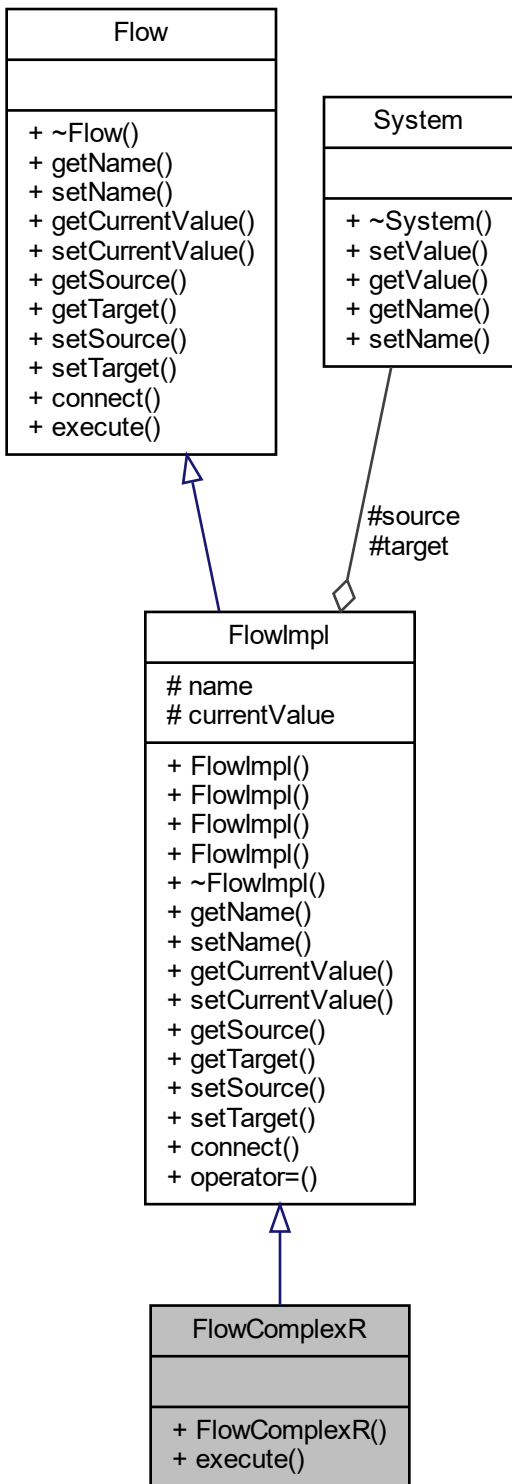 Flow
+ ~Flow()
+ getName()
+ setName()
+ getCurrentValue()
+ setCurrentValue()
+ getSource()
+ getTarget()
+ setSource()
+ setTarget()
+ connect()
+ execute()
System
+ ~System()
+ setValue()
+ getValue()
+ getName()
+ setName()
#source
#target
FlowImpl
# name
# currentValue
+ FlowImpl()
+ FlowImpl()
+ FlowImpl()
+ FlowImpl()
+ ~FlowImpl()
+ getName()
+ setName()
+ getCurrentValue()
+ setCurrentValue()
+ getSource()
+ getTarget()
+ setSource()
+ setTarget()
+ connect()
+ operator=()
FlowComplexR
+ FlowComplexR()
+ execute()